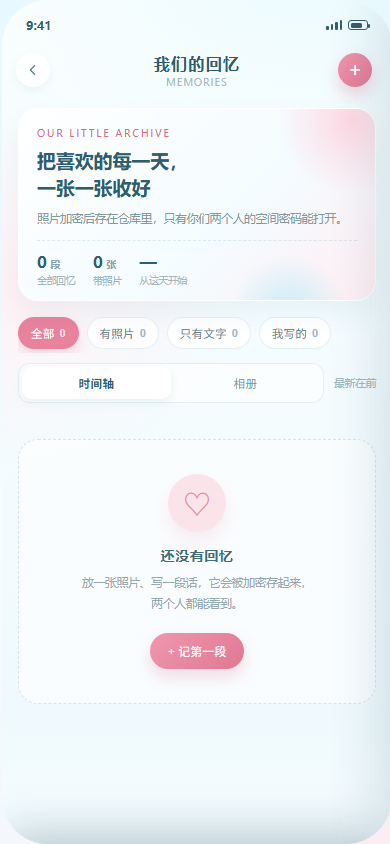 9:41
我们的回忆
MEMORIES
+
OUR LITTLE ARCHIVE
把喜欢的每一天，
一张一张收好
照片加密后存在仓库里，只有你们两个人的空间密码能打开。
0 段
0 张
—
全部回忆
带照片
从这天开始
全部 0
有照片 0
只有文字 0
我写的 0
时间轴
相册
最新在前
还没有回忆
放一张照片、写一段话，它会被加密存起来，
两个人都能看到。
+ 记第一段